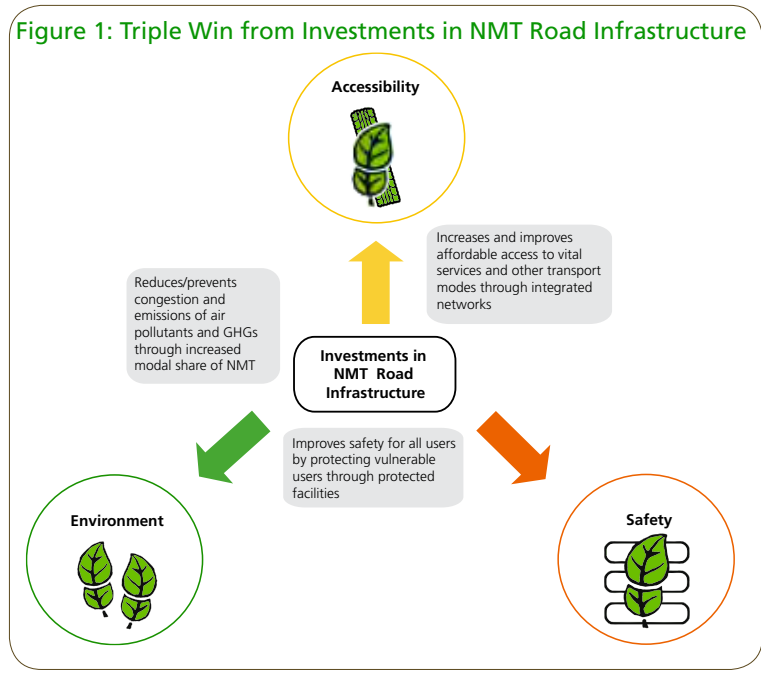 Figure 1: Triple Win from Investments in NMT Road Infrastructure
Accessibility
Increases and improves
affordable access to vital
services and other transport
modes through integrated
networks
Reduces/prevents
congestion and
emissions of air
pollutants and GHGs
through increased
modal share of NMT
Investments in
NMT Road
Infrastructure
Improves safety for all users
by protecting vulnerable
users through protected
facilities
Environment
Safety